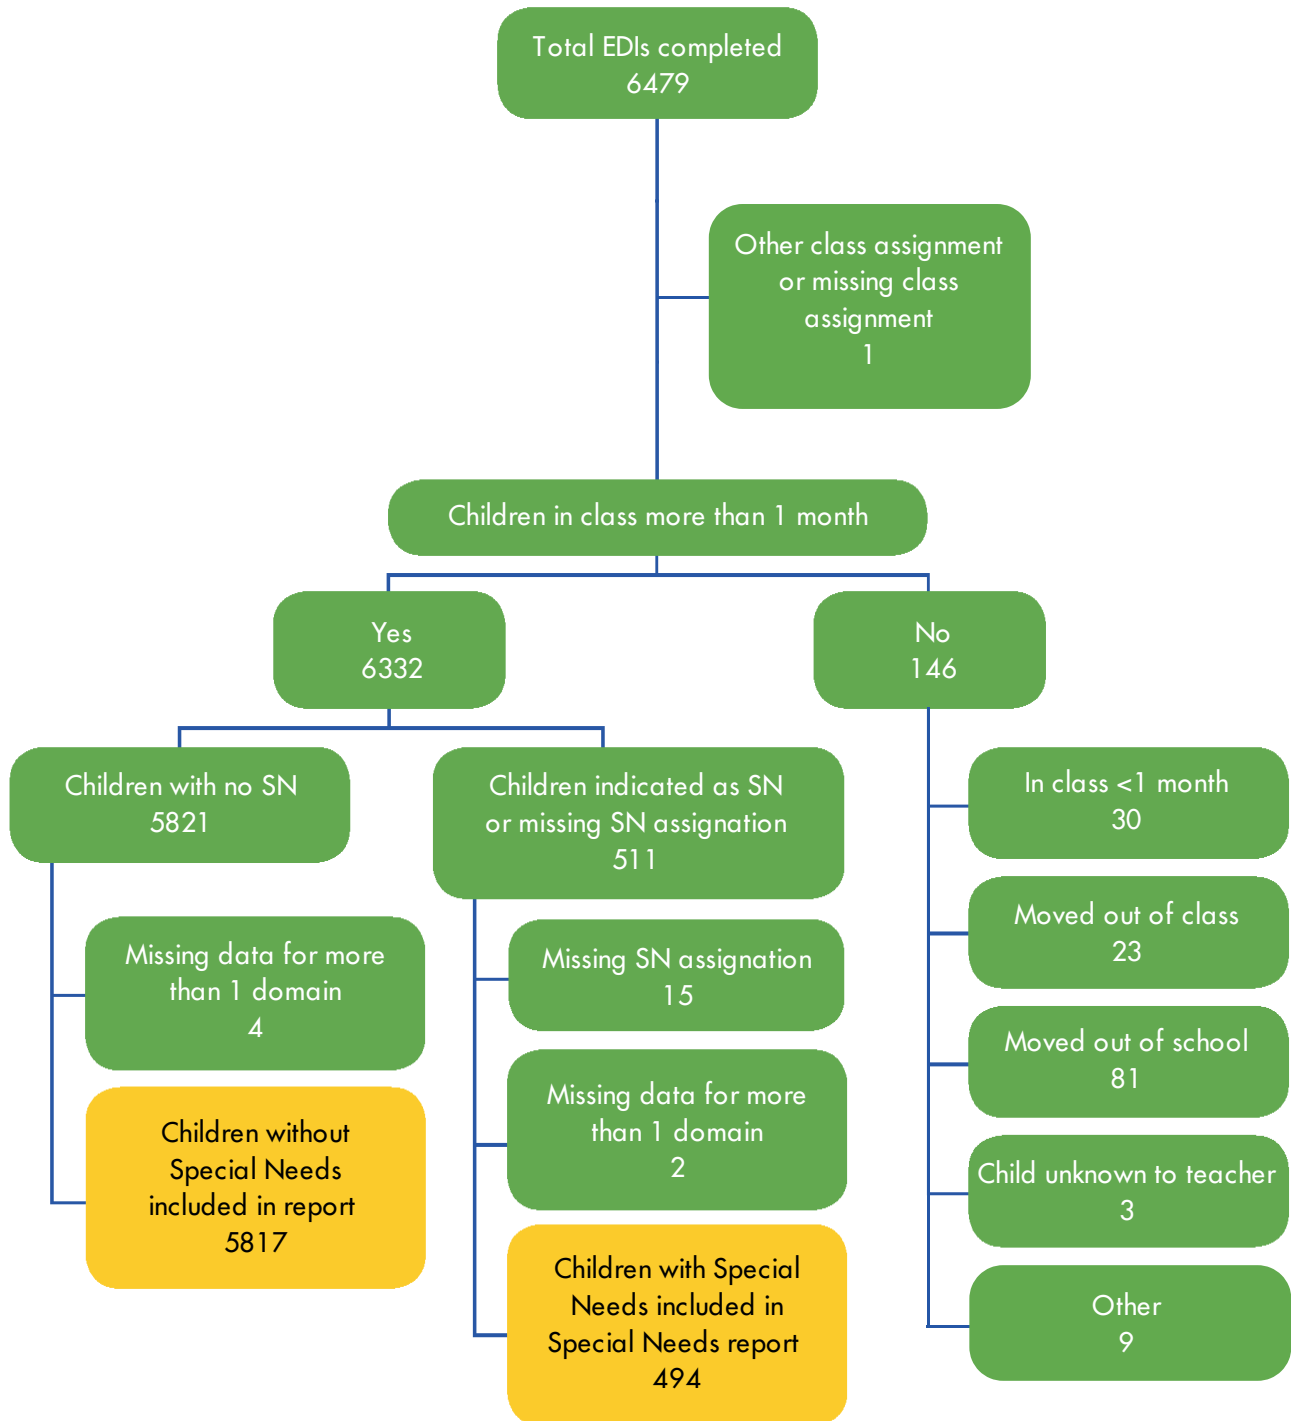 Total EDIs completed
6479
Other class assignment
or missing class
assignment
1
Children in class more than 1 month
Yes
6332
No
146
Children with no SN
5821
Children indicated as SN
or missing SN assignation
511
In class <1 month
30
Moved out of class
23
Missing data for more
than 1 domain
4
Missing SN assignation
15
Moved out of school
81
Missing data for more
than 1 domain
2
Children without
Special Needs
included in report
5817
Child unknown to teacher
3
Children with Special
Needs included in
Special Needs report
494
Other
9